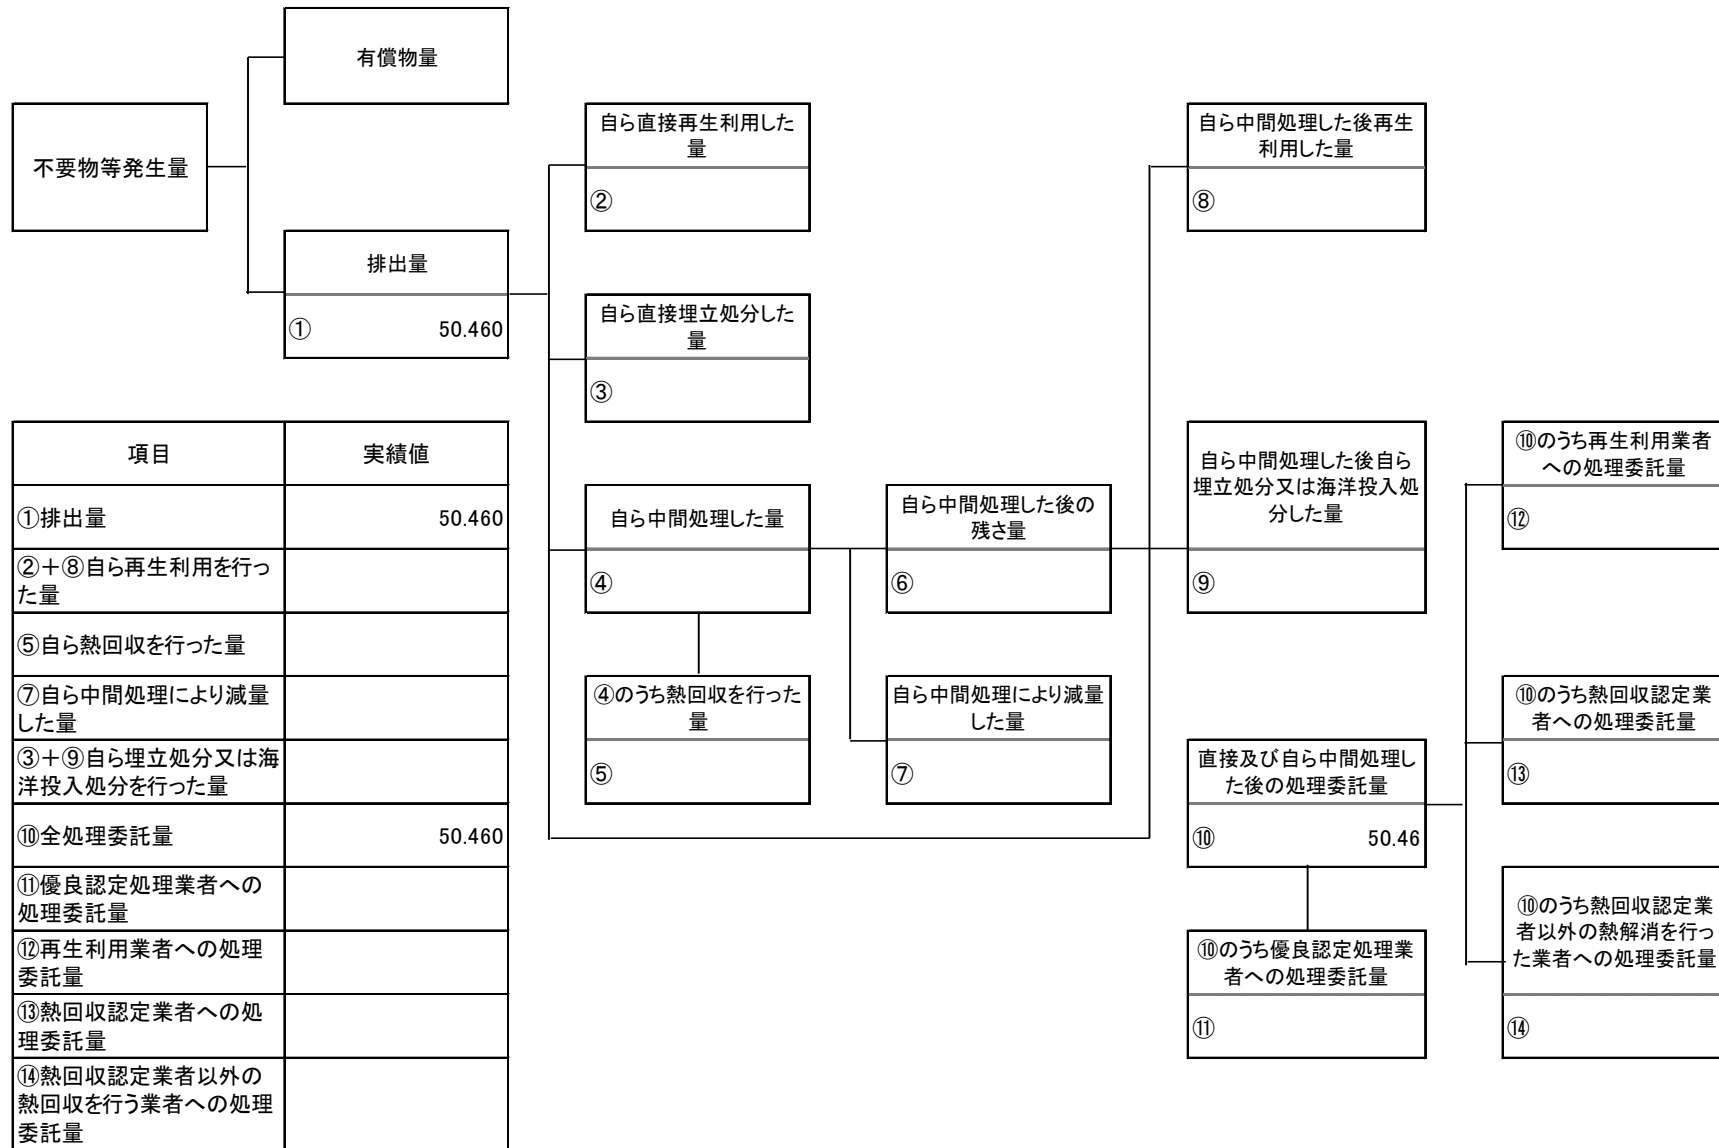 有償物量
不要物等発生量
排出量
① 50.460
自ら直接再生利用した
量
②
自ら直接埋立処分した
量
③
自ら中間処理した量
④
④のうち熱回収を行った
量
⑤
自ら中間処理した後の
残さ量
⑥
自ら中間処理により減量
した量
⑦
自ら中間処理した後再生
利用した量
⑧
自ら中間処理した後自ら
埋立処分又は海洋投入処
分した量
⑨
直接及び自ら中間処理し
た後の処理委託量
⑩ 50.46
⑩のうち優良認定処理業
者への処理委託量
⑪
⑩のうち再生利用業者
への処理委託量
⑫
⑩のうち熱回収認定業
者への処理委託量
⑬
⑩のうち熱回収認定業
者以外の熱解消を行っ
た業者への処理委託量
⑭
項目 実績値
①排出量 50.460
②+⑧自ら再生利用を行っ
た量
⑤自ら熱回収を行った量
⑦自ら中間処理により減量
した量
③+⑨自ら埋立処分又は海
洋投入処分を行った量
⑩全処理委託量 50.460
⑪優良認定処理業者への
処理委託量
⑫再生利用業者への処理
委託量
⑬熱回収認定業者への処
理委託量
⑭熱回収認定業者以外の
熱回収を行う業者への処理
委託量